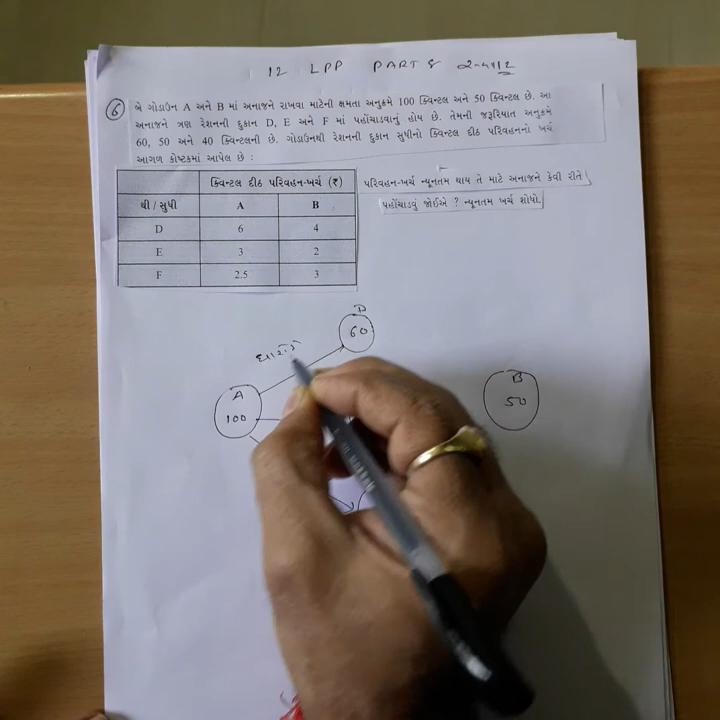 12 LPP PART 8
6 બે ગોડાઉન A અને B માં અનાજને રાખવા માટેની ક્ષમતા અનુક્રમે 100 ક્વિન્ટલ અને 50 ક્વિન્ટલ છે. આ
અનાજને ત્રણ રેશનની દુકાન D, E અને F માં પહોંચાડવાનું હોય છે. તેમની જરૂરિયાત અનુક્રમે
60, 50 અને 40 ક્વિન્ટલની છે. ગોડાઉનથી રેશનની દુકાન સુધીનો ક્વિન્ટલ દીઠ પરિવહનનો ખર્ચ
આગળ કોષ્ટકમાં આપેલ છે :
ક્વિન્ટલ દીઠ પરિવહન-ખર્ચ (₹)
થી / સુધી A B
D 6 4
E 3 2
F 2.5 3
પરિવહન-ખર્ચ ન્યૂનતમ થાય તે માટે અનાજને કેવી રીતે
પહોંચાડવું જોઈએ ? ન્યૂનતમ ખર્ચ શોધો.
D
60
A
100
B
50